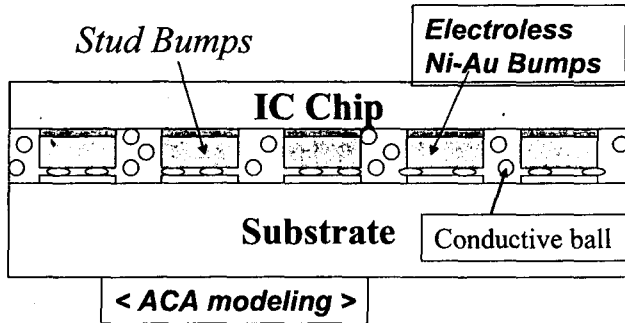 Stud Bumps
Electroless
Ni-Au Bumps
IC Chip
Substrate
Conductive ball
< ACA modeling >